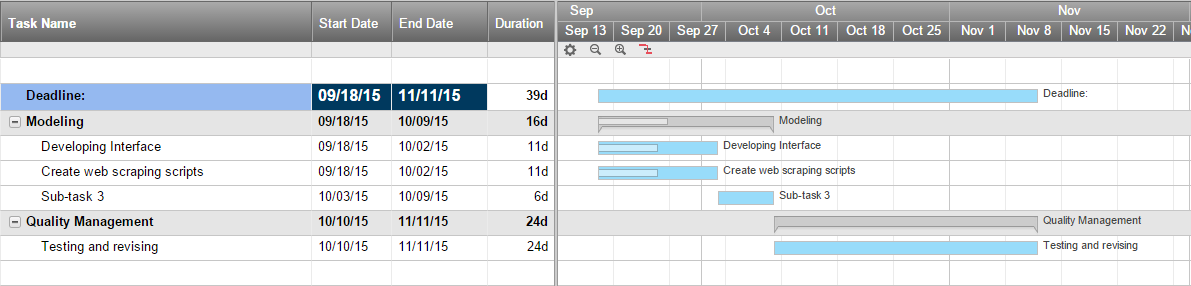 Task Name Start Date End Date Duration Sep Oct Nov
Sep 13 Sep 20 Sep 27 Oct 4 Oct 11 Oct 18 Oct 25 Nov 1 Nov 8 Nov 15 Nov 22 N
Deadline: 09/18/15 11/11/15 39d Deadline:
Modeling 09/18/15 10/09/15 16d Modeling
Developing Interface 09/18/15 10/02/15 11d Developing Interface
Create web scraping scripts 09/18/15 10/02/15 11d Create web scraping scripts
Sub-task 3 10/03/15 10/09/15 6d Sub-task 3
Quality Management 10/10/15 11/11/15 24d Quality Management
Testing and revising 10/10/15 11/11/15 24d Testing and revising